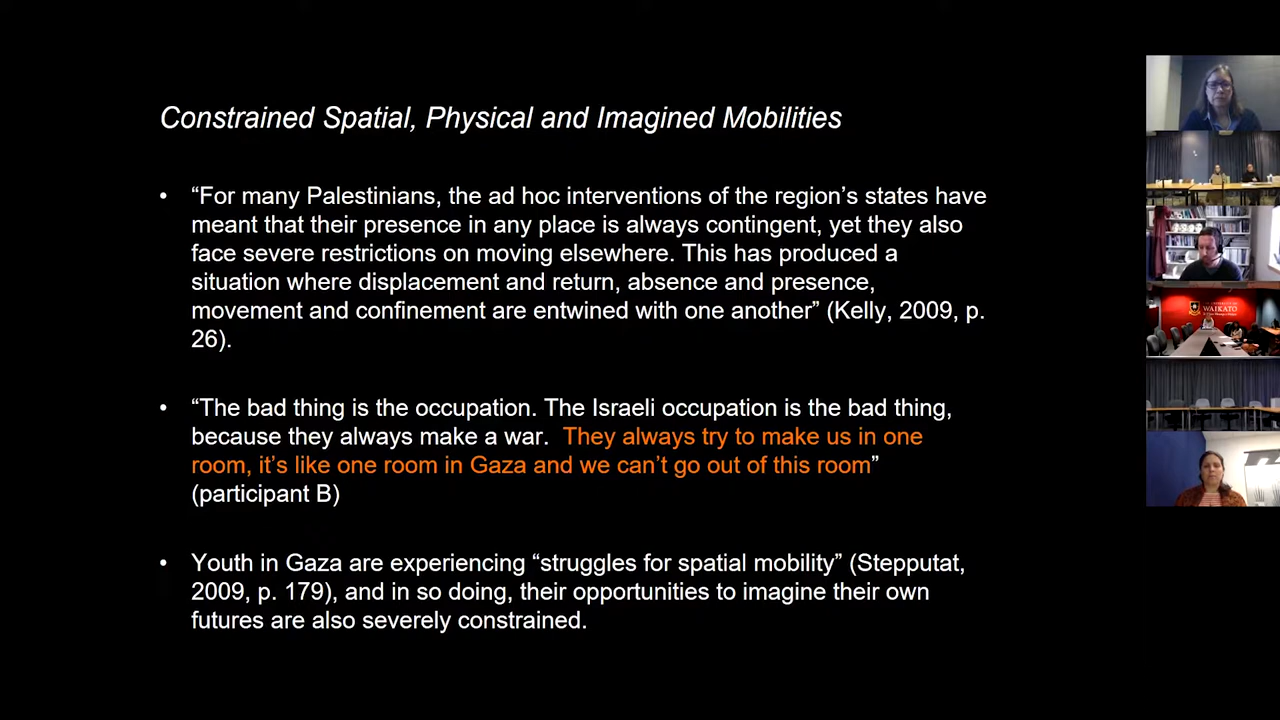 Constrained Spatial, Physical and Imagined Mobilities
• “For many Palestinians, the ad hoc interventions of the region’s states have
meant that their presence in any place is always contingent, yet they also
face severe restrictions on moving elsewhere. This has produced a
situation where displacement and return, absence and presence,
movement and confinement are entwined with one another” (Kelly, 2009, p.
26).
• “The bad thing is the occupation. The Israeli occupation is the bad thing,
because they always make a war. They always try to make us in one
room, it’s like one room in Gaza and we can’t go out of this room”
(participant B)
• Youth in Gaza are experiencing “struggles for spatial mobility” (Stepputat,
2009, p. 179), and in so doing, their opportunities to imagine their own
futures are also severely constrained.
WAIKATO